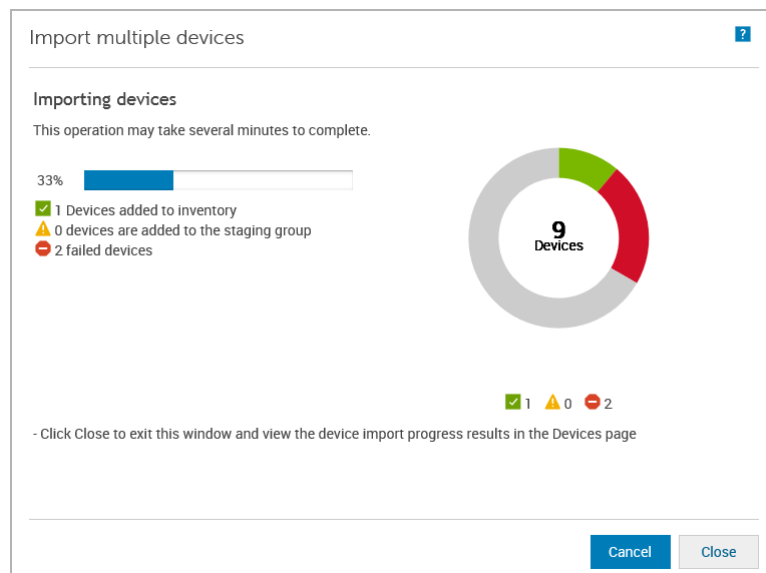 Import multiple devices
?
Importing devices
This operation may take several minutes to complete.
33%
1 Devices added to inventory
0 devices are added to the staging group
2 failed devices
9
Devices
1 0 2
- Click Close to exit this window and view the device import progress results in the Devices page
Cancel Close